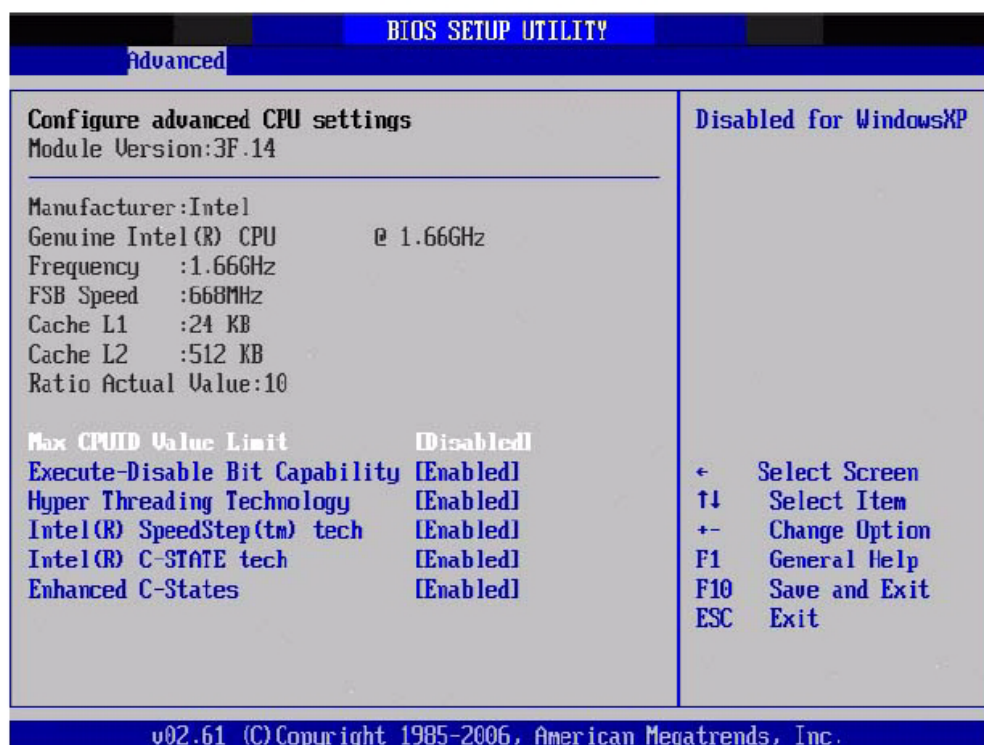 BIOS SETUP UTILITY
Advanced
Configure advanced CPU settings
Module Version:3F.14
Manufacturer:Intel
Genuine Intel(R) CPU @ 1.66GHz
Frequency :1.66GHz
FSB Speed :668MHz
Cache L1 :24 KB
Cache L2 :512 KB
Ratio Actual Value:10
Max CPUID Value Limit [Disabled]
Execute-Disable Bit Capability [Enabled]
Hyper Threading Technology [Enabled]
Intel(R) SpeedStep(tm) tech [Enabled]
Intel(R) C-STATE tech [Enabled]
Enhanced C-States [Enabled]
Disabled for WindowsXP
← Select Screen
↑↓ Select Item
+- Change Option
F1 General Help
F10 Save and Exit
ESC Exit
v02.61 (C)Copyright 1985-2006, American Megatrends, Inc.